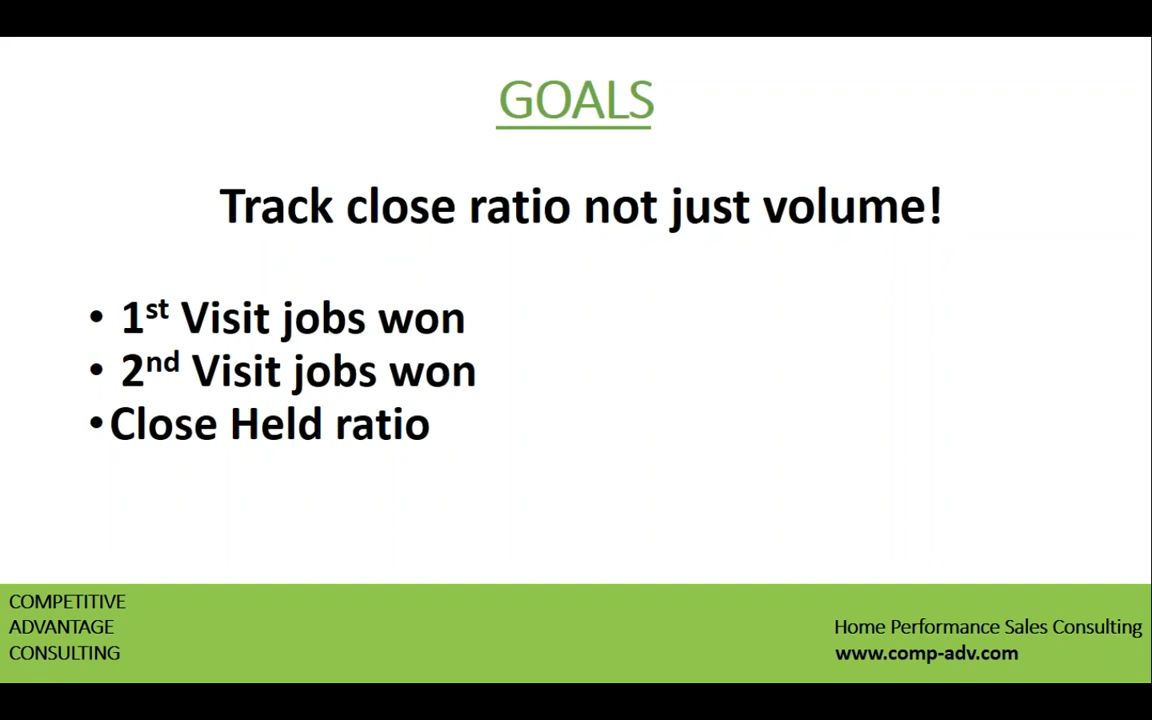 GOALS
Track close ratio not just volume!
• 1st Visit jobs won
• 2nd Visit jobs won
•Close Held ratio
COMPETITIVE
ADVANTAGE
CONSULTING
Home Performance Sales Consulting
www.comp-adv.com